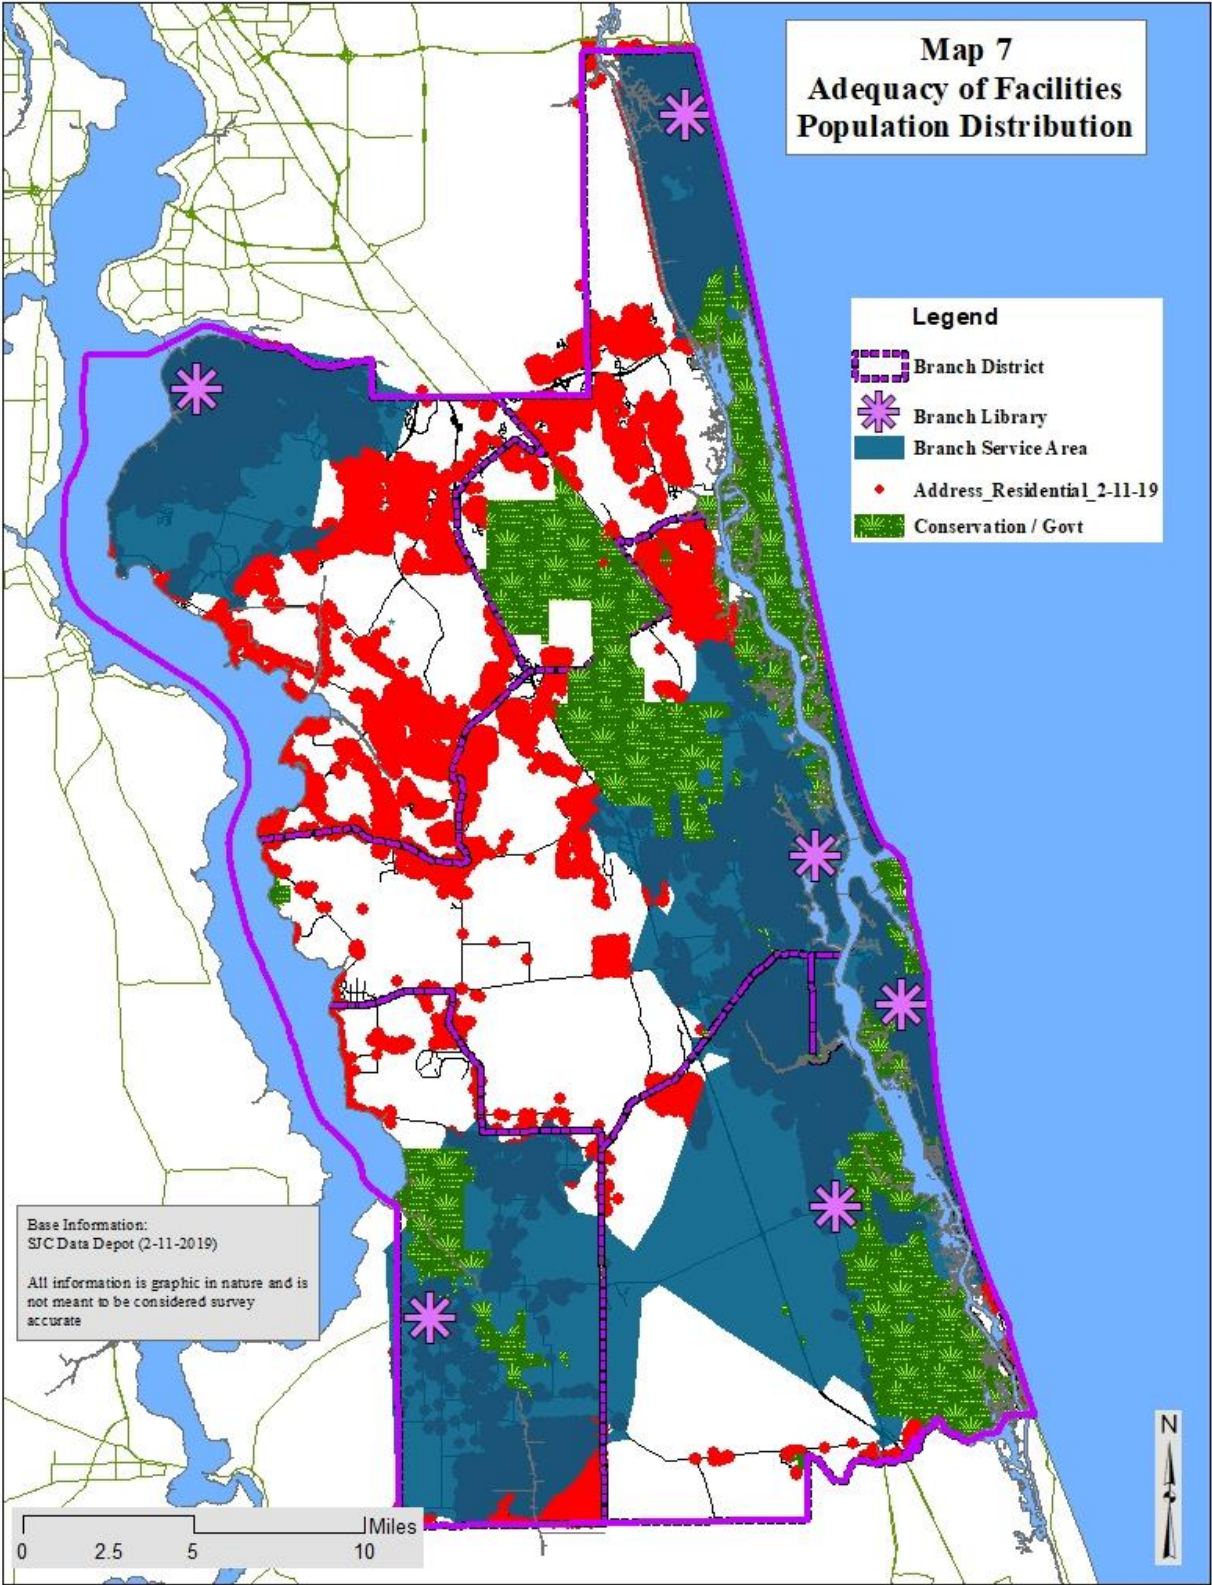 Map 7
Adequacy of Facilities
Population Distribution
Legend
Branch District
Branch Library
Branch Service Area
Address_Residential_2-11-19
Conservation / Govt
Base Information:
SJC Data Depot (2-11-2019)
All information is graphic in nature and is
not meant to be considered survey
accurate
N
Miles
0 2.5 5 10